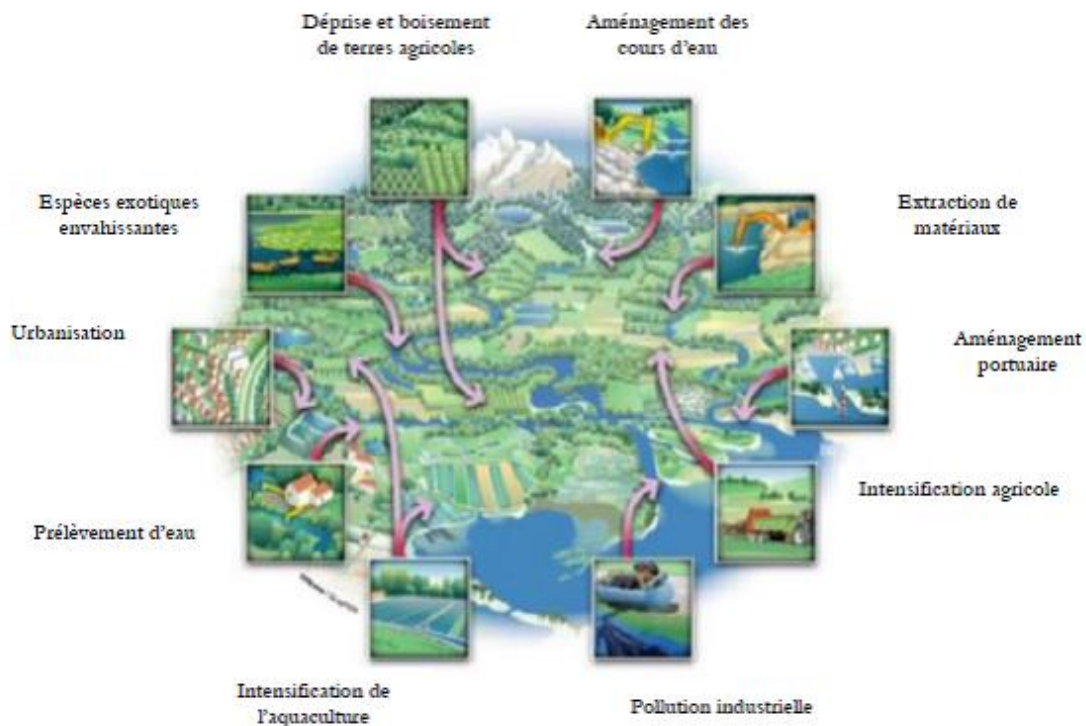 Déprise et boisement
de terres agricoles
Aménagement des
cours d'eau
Espèces exotiques
envahissantes
Extraction de
matériaux
Urbanisation
Aménagement
portuaire
Intensification agricole
Prélèvement d'eau
Intensification de
l'aquaculture
Pollution industrielle